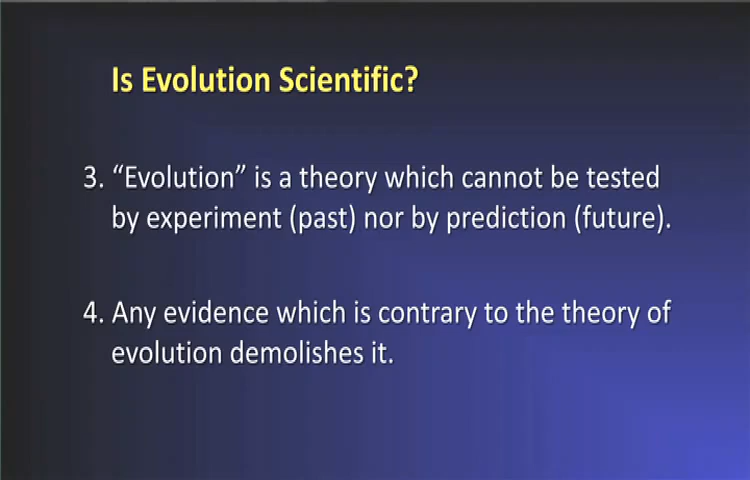 Is Evolution Scientific?
3. “Evolution” is a theory which cannot be tested
by experiment (past) nor by prediction (future).
4. Any evidence which is contrary to the theory of
evolution demolishes it.